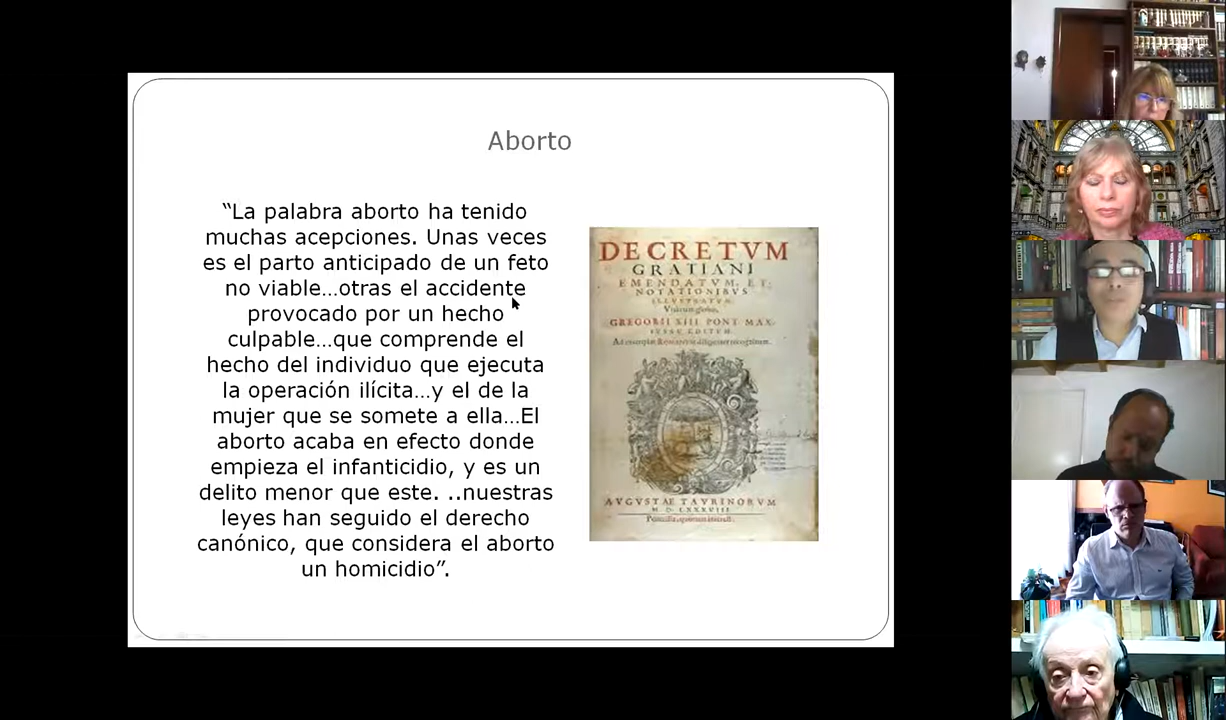 Aborto
“La palabra aborto ha tenido
muchas acepciones. Unas veces
es el parto anticipado de un feto
no viable…otras el accidente
provocado por un hecho
culpable…que comprende el
hecho del individuo que ejecuta
la operación ilícita…y el de la
mujer que se somete a ella…El
aborto acaba en efecto donde
empieza el infanticidio, y es un
delito menor que este. ..nuestras
leyes han seguido el derecho
canónico, que considera el aborto
un homicidio”.
DECRETVM
GRATIANI
EMENDATVM, ET
NOTATIONIBVS
ILLVSTRATVM
GREGORII XIII. PONT. MAX.
IVSSV EDITVM.
AVGVSTAE TAVRINORVM